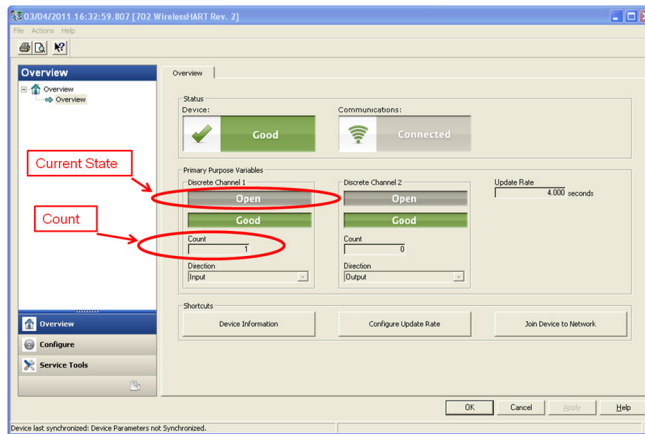 03/04/2011 16:32:59.807 [702 WirelessHART Rev. 2]
File Actions Help
Overview
Overview
Overview
Overview
Status
Device:
Good
Communications:
Connected
Primary Purpose Variables
Discrete Channel 1
Open
Good
Count
1
Direction
Input
Discrete Channel 2
Open
Good
Count
0
Direction
Output
Update Rate
4.000 seconds
Current State
Count
Shortcuts
Device Information
Configure Update Rate
Join Device to Network
Overview
Configure
Service Tools
OK
Cancel
Apply
Help
Device last synchronized: Device Parameters not Synchronized.